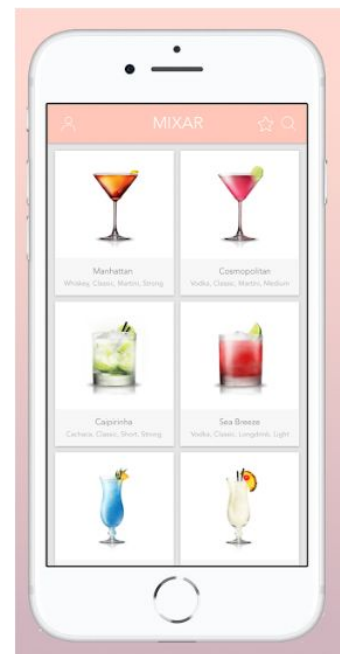 MIXAR
Manhattan
Whiskey, Classic, Martini, Strong
Cosmopolitan
Vodka, Classic, Martini, Medium
Caipirinha
Cachaca, Classic, Short, Strong
Sea Breeze
Vodka, Classic, Longdrink, Light